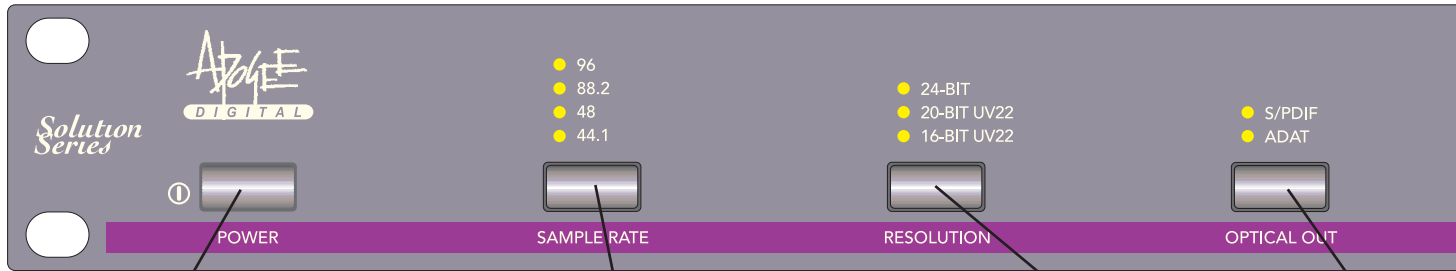 APOGEE
DIGITAL
Solution
Series
96
88.2
48
44.1
24-BIT
20-BIT UV22
16-BIT UV22
S/PDIF
ADAT
POWER
SAMPLE RATE
RESOLUTION
OPTICAL OUT